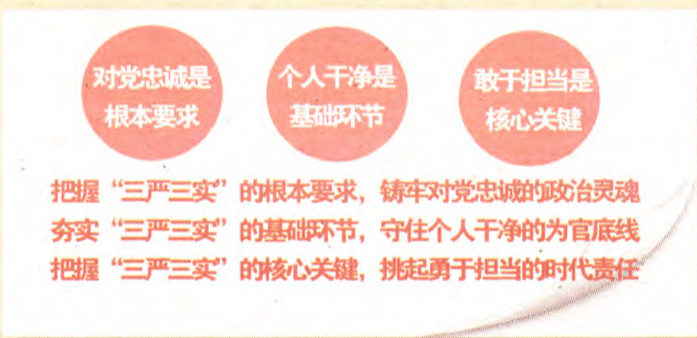 对党忠诚是
根本要求
个人干净是
基础环节
敢于担当是
核心关键
把握“三严三实”的根本要求，铸牢对党忠诚的政治灵魂
夯实“三严三实”的基础环节，守住个人干净的为官底线
把握“三严三实”的核心关键，挑起勇于担当的时代责任